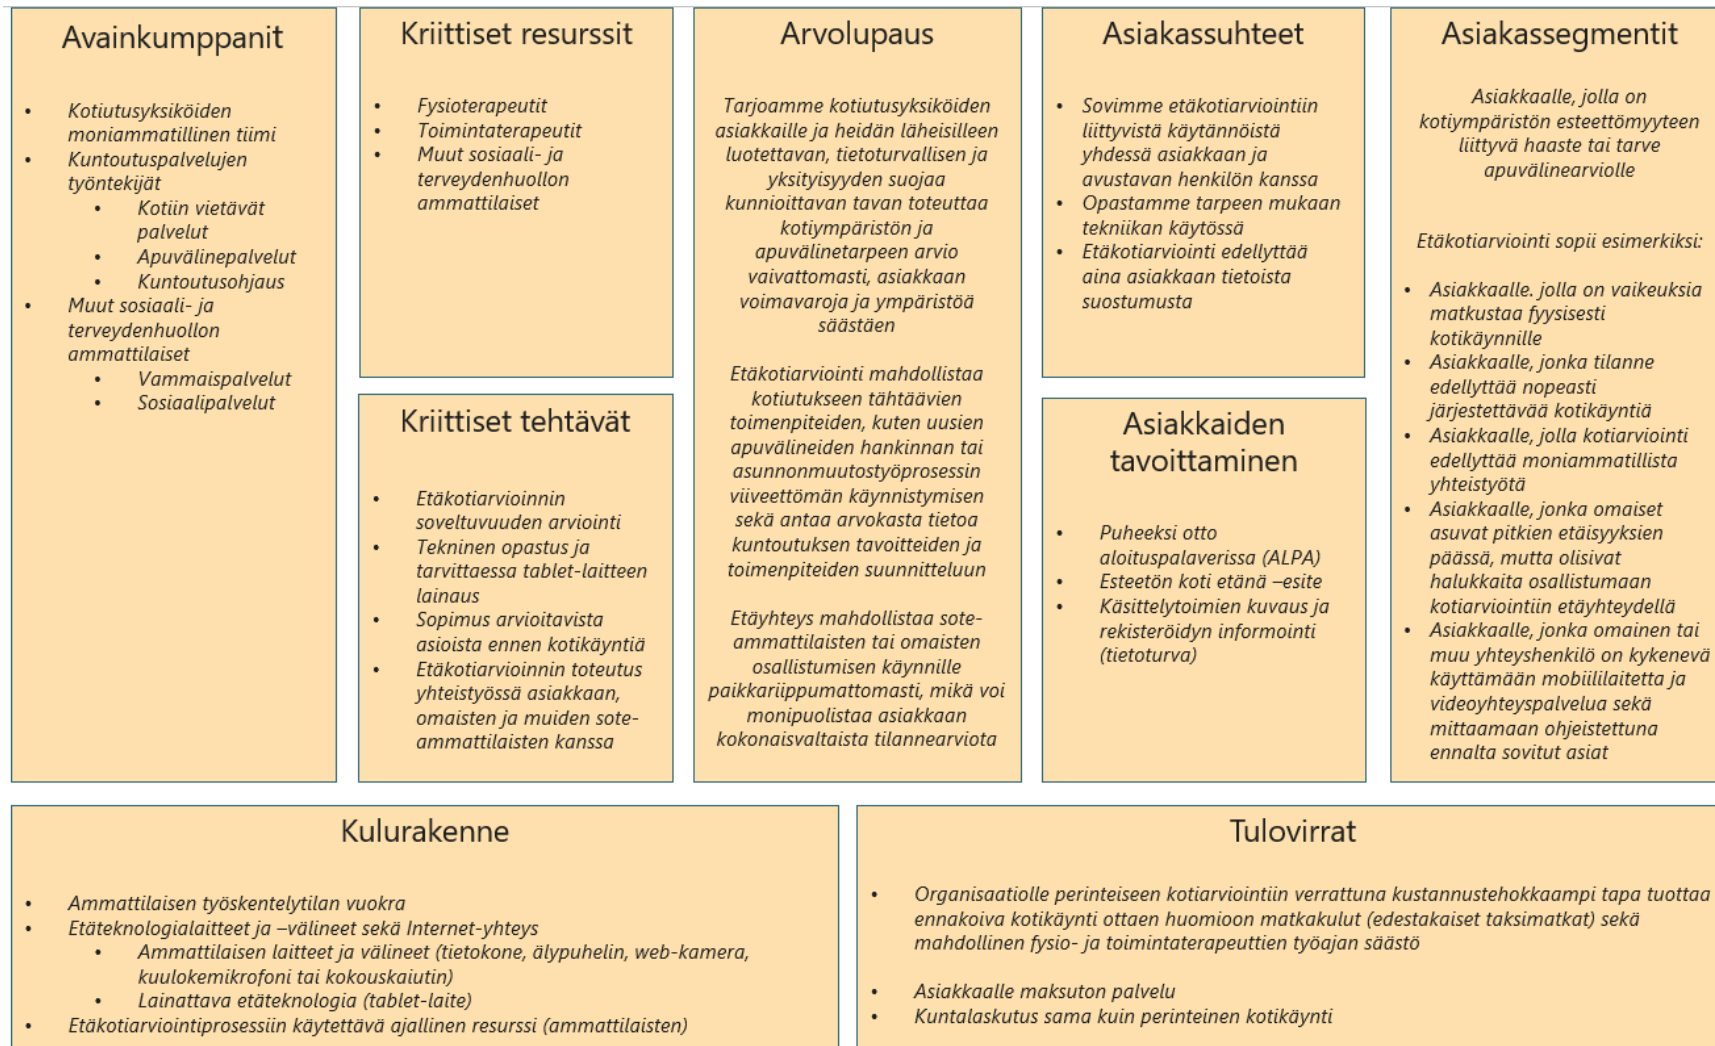 Avainkumppanit
• Kotiutusyksiköiden
moniammatillinen tiimi
• Kuntoutuspalvelujen
työntekijät
• Kotiin vietävät
palvelut
• Apuvälinepalvelut
• Kuntoutusohjaus
• Muut sosiaali- ja
terveydenhuollon
ammattilaiset
• Vammaispalvelut
• Sosiaalipalvelut
Kriittiset resurssit
• Fysioterapeutit
• Toimintaterapeutit
• Muut sosiaali- ja
terveydenhuollon
ammattilaiset
Kriittiset tehtävät
• Etäkotiarvioinnin
soveltuvuuden arviointi
• Tekninen opastus ja
tarvittaessa tablet-laitteen
lainaus
• Sopimus arvioitavista
asioista ennen kotikäyntiä
• Etäkotiarvioinnin toteutus
yhteistyössä asiakkaan,
omaisten ja muiden sote-
ammattilaisten kanssa
Arvolupaus
Tarjoamme kotiutusyksiköiden
asiakkaille ja heidän läheisilleen
luotettavan, tietoturvallisen ja
yksityisyyden suojaa
kunnioittavan tavan toteuttaa
kotiympäristön ja
apuvälinetarpeen arvio
vaivattomasti, asiakkaan
voimavaroja ja ympäristöä
säästäen
Etäkotiarviointi mahdollistaa
kotiutukseen tähtäävien
toimenpiteiden, kuten uusien
apuvälineiden hankinnan tai
asunnonmuutostyöprosessin
viiveettömän käynnistymisen
sekä antaa arvokasta tietoa
kuntoutuksen tavoitteiden ja
toimenpiteiden suunnitteluun
Etäyhteys mahdollistaa sote-
ammattilaisten tai omaisten
osallistumisen käynnille
paikkariippumattomasti, mikä voi
monipuolistaa asiakkaan
kokonaisvaltaista tilannearviota
Asiakassuhteet
• Sovimme etäkotiarviointiin
liittyvistä käytännöistä
yhdessä asiakkaan ja
avustavan henkilön kanssa
• Opastamme tarpeen mukaan
tekniikan käytössä
• Etäkotiarviointi edellyttää
aina asiakkaan tietoista
suostumusta
Asiakkaiden
tavoittaminen
• Puheeksi otto
aloituspalaverissa (ALPA)
• Esteetön koti etänä –esite
• Käsittelytoimien kuvaus ja
rekisteröidyn informointi
(tietoturva)
Asiakassegmentit
Asiakkaalle, jolla on
kotiympäristön esteettömyyteen
liittyvä haaste tai tarve
apuvälinearviolle
Etäkotiarviointi sopii esimerkiksi:
• Asiakkaalle. jolla on vaikeuksia
matkustaa fyysisesti
kotikäynnille
• Asiakkaalle, jonka tilanne
edellyttää nopeasti
järjestettävää kotikäyntiä
• Asiakkaalle, jolla kotiarviointi
edellyttää moniammatillista
yhteistyötä
• Asiakkaalle, jonka omaiset
asuvat pitkien etäisyyksien
päässä, mutta olisivat
halukkaita osallistumaan
kotiarviointiin etäyhteydellä
• Asiakkaalle, jonka omainen tai
muu yhteyshenkilö on kykenevä
käyttämään mobiililaitetta ja
videoyhteyspalvelua sekä
mittaamaan ohjeistettuna
ennalta sovitut asiat
Kulurakenne
• Ammattilaisen työskentelytilan vuokra
• Etäteknologialaitteet ja –välineet sekä Internet-yhteys
• Ammattilaisen laitteet ja välineet (tietokone, älypuhelin, web-kamera,
kuulokemikrofoni tai kokouskaiutin)
• Lainattava etäteknologia (tablet-laite)
• Etäkotiarviointiprosessiin käytettävä ajallinen resurssi (ammattilaisten)
Tulovirrat
• Organisaatiolle perinteiseen kotiarviointiin verrattuna kustannustehokkaampi tapa tuottaa
ennakoiva kotikäynti ottaen huomioon matkakulut (edestakaiset taksimatkat) sekä
mahdollinen fysio- ja toimintaterapeuttien työajan säästö
• Asiakkaalle maksuton palvelu
• Kuntalaskutus sama kuin perinteinen kotikäynti